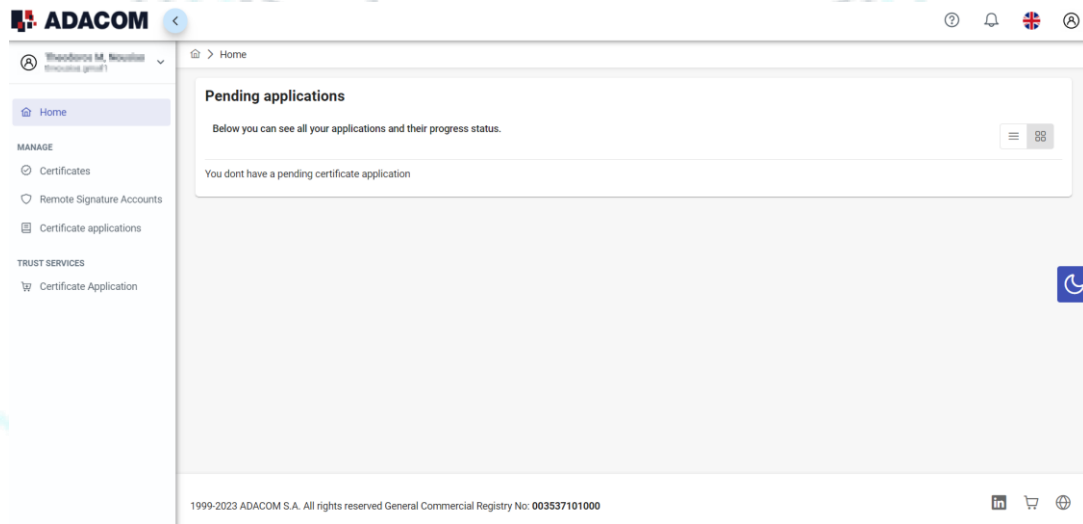 ADACOM
Home
Home
MANAGE
Certificates
Remote Signature Accounts
Certificate applications
TRUST SERVICES
Certificate Application
Pending applications
Below you can see all your applications and their progress status.
You dont have a pending certificate application
1999-2023 ADACOM S.A. All rights reserved General Commercial Registry No: 003537101000
in